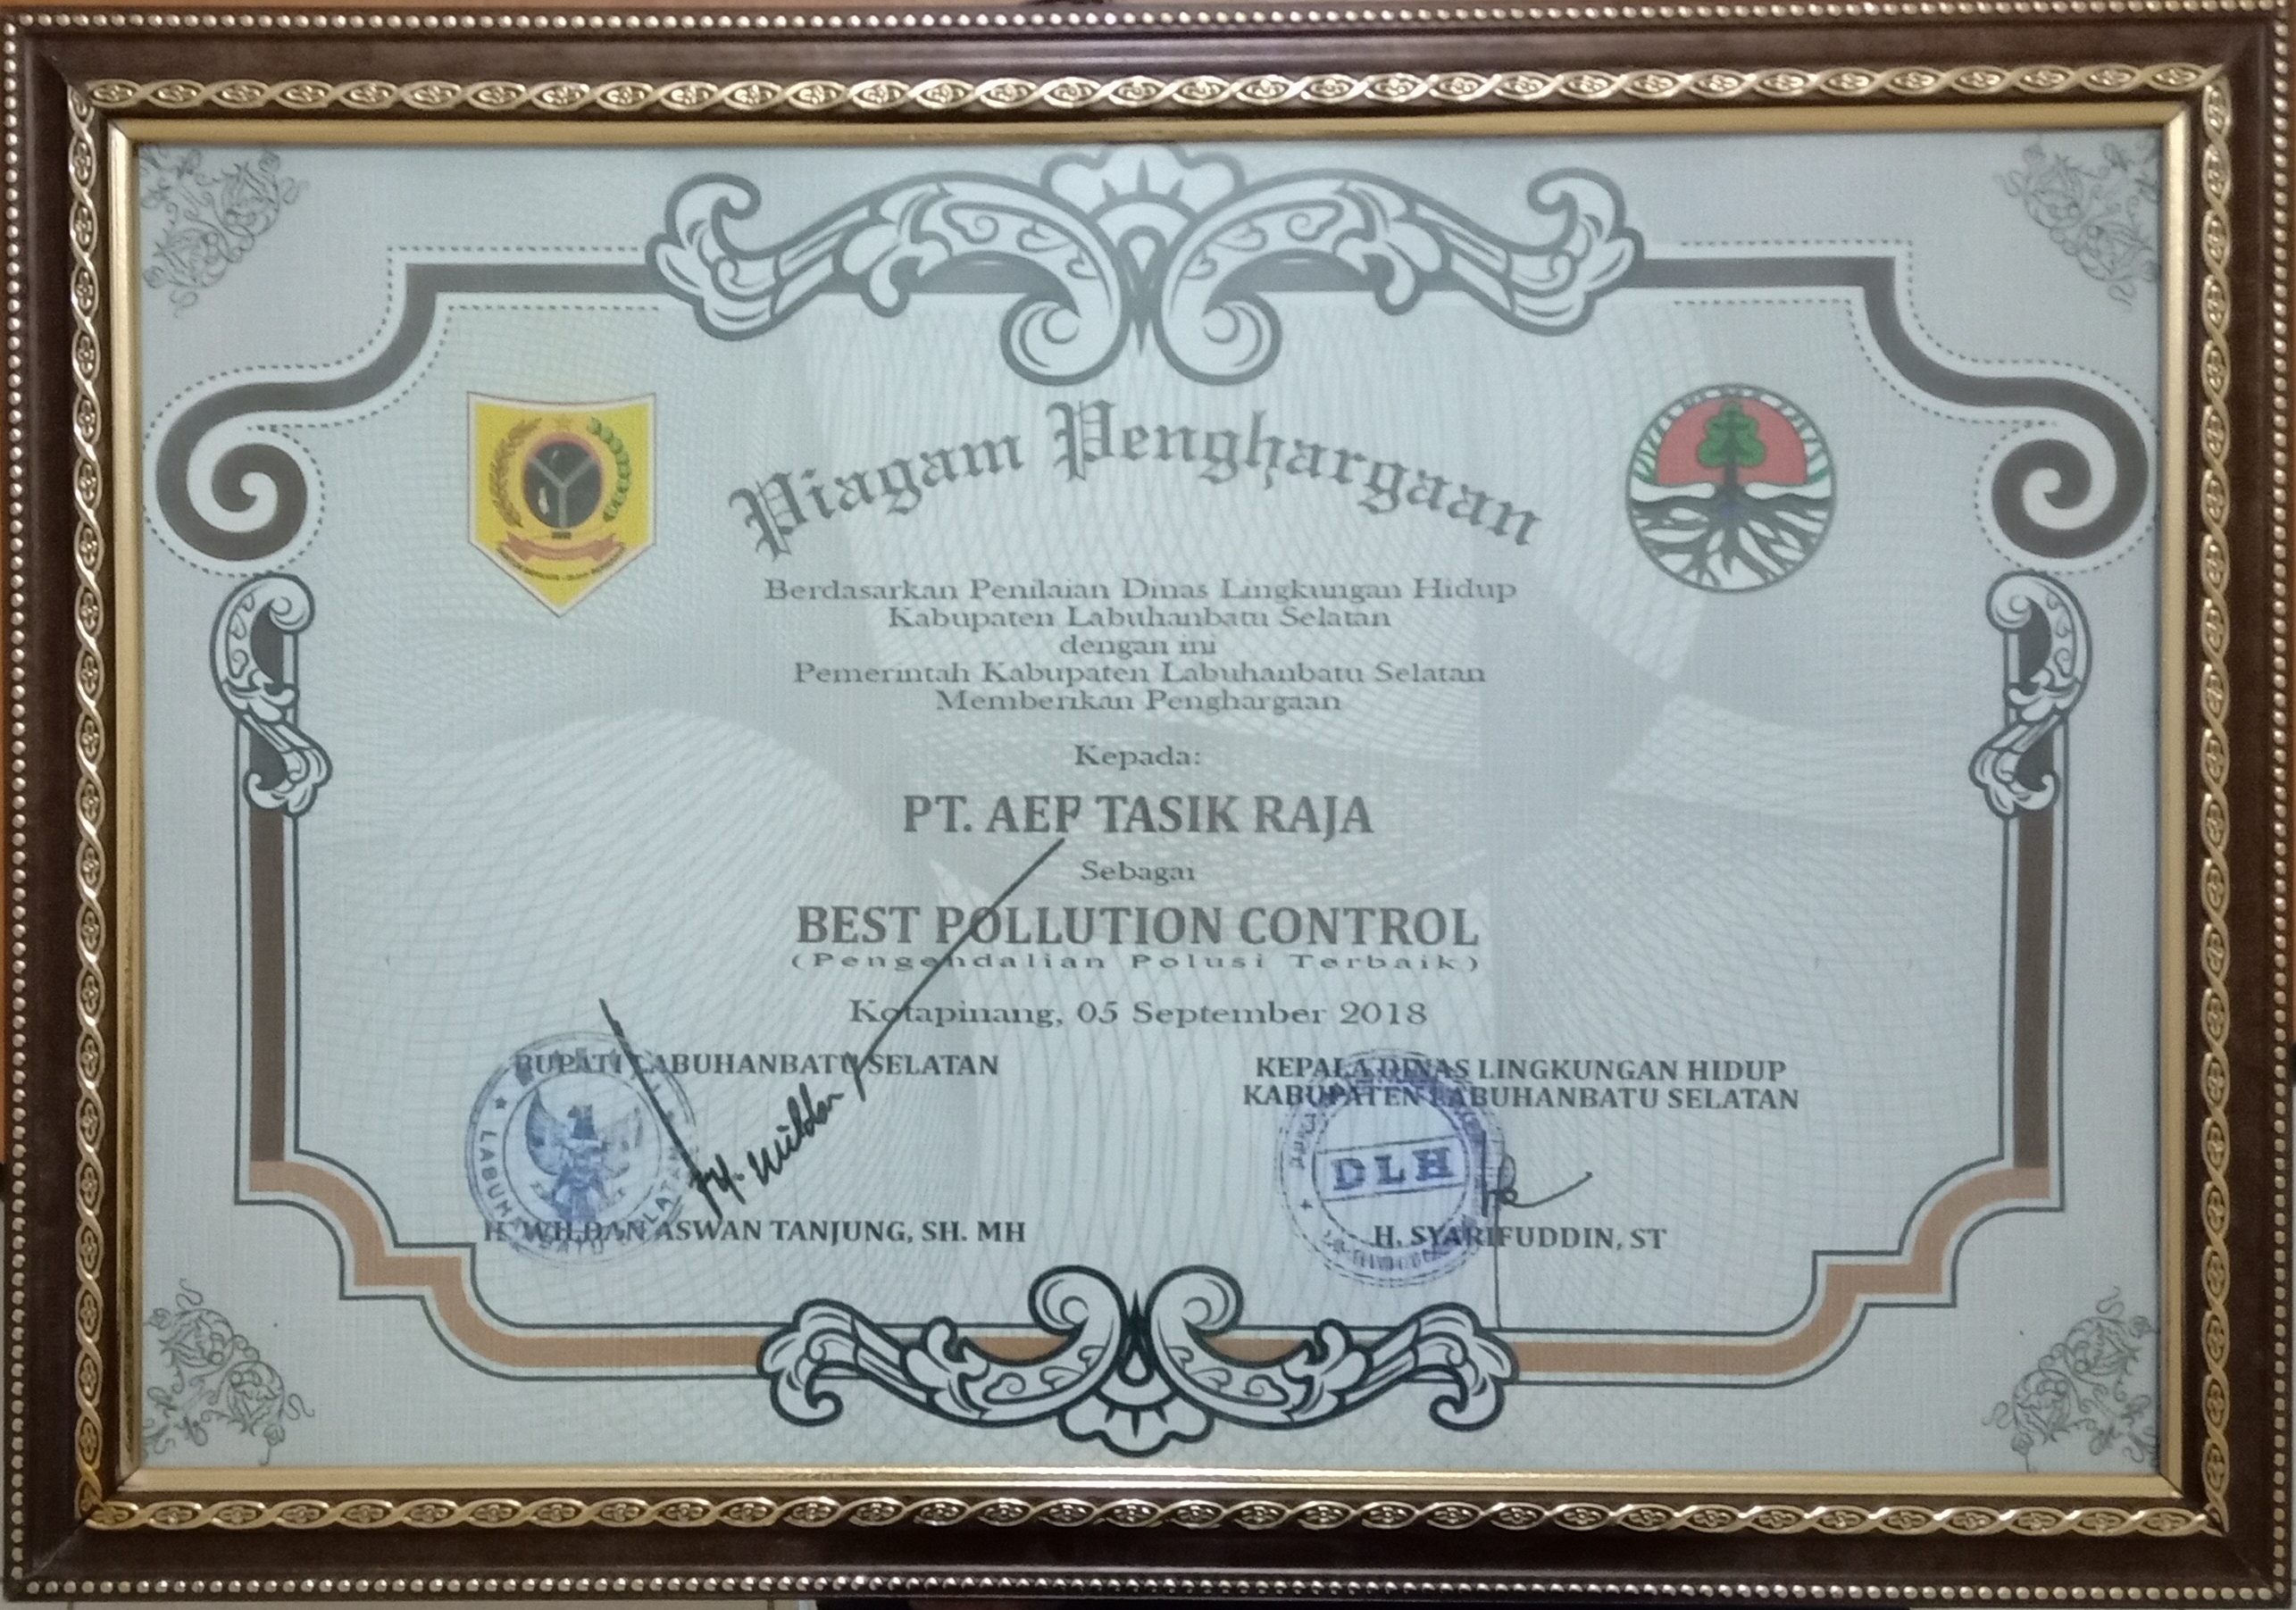 Piagam Penghargaan
Berdasarkan Penilaian Dinas Lingkungan Hidup
Kabupaten Labuhanbatu Selatan
dengan ini
Pemerintah Kabupaten Labuhanbatu Selatan
Memberikan Penghargaan
Kepada:
PT. AEP TASIK RAJA
Sebagai
BEST POLLUTION CONTROL
(Pengendalian Polusi Terbaik)
Kotapinang, 05 September 2018
BUPATI LABUHANBATU SELATAN
KEPALA DINAS LINGKUNGAN HIDUP
KABUPATEN LABUHANBATU SELATAN
LABUHANBATU SELATAN
DLH
H. WILDAN ASWAN TANJUNG, SH. MH
H. SYARIFUDDIN, ST